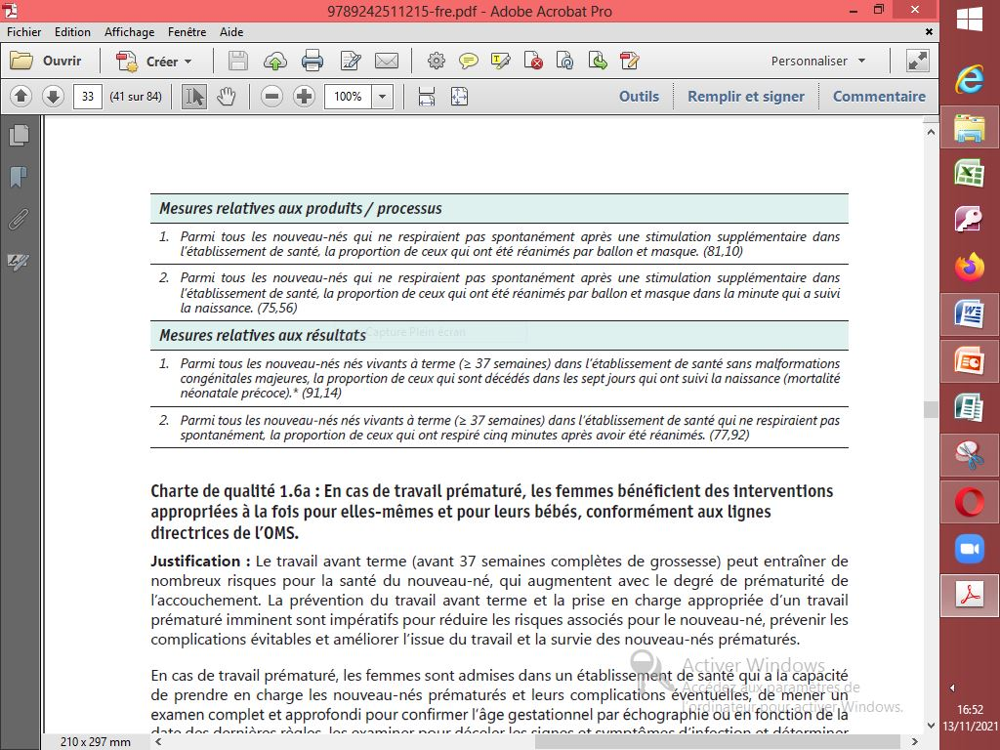 9789242511215-fre.pdf - Adobe Acrobat Pro
Fichier Edition Affichage Fenêtre Aide
Ouvrir Créer Personnaliser
33 (41 sur 84) 100% Outils Remplir et signer Commentaire
Mesures relatives aux produits / processus
1. Parmi tous les nouveau-nés qui ne respiraient pas spontanément après une stimulation supplémentaire dans
l'établissement de santé, la proportion de ceux qui ont été réanimés par ballon et masque. (81,10)
2. Parmi tous les nouveau-nés qui ne respiraient pas spontanément après une stimulation supplémentaire dans
l'établissement de santé, la proportion de ceux qui ont été réanimés par ballon et masque dans la minute qui a suivi
la naissance. (75,56)
Mesures relatives aux résultats
Capture Plein écran
1. Parmi tous les nouveau-nés nés vivants à terme (≥ 37 semaines) dans l'établissement de santé sans malformations
congénitales majeures, la proportion de ceux qui sont décédés dans les sept jours qui ont suivi la naissance (mortalité
néonatale précoce).* (91,14)
2. Parmi tous les nouveau-nés nés vivants à terme (≥ 37 semaines) dans l'établissement de santé qui ne respiraient pas
spontanément, la proportion de ceux qui ont respiré cinq minutes après avoir été réanimés. (77,92)
Charte de qualité 1.6a : En cas de travail prématuré, les femmes bénéficient des interventions
appropriées à la fois pour elles-mêmes et pour leurs bébés, conformément aux lignes
directrices de l'OMS.
Justification : Le travail avant terme (avant 37 semaines complètes de grossesse) peut entraîner de
nombreux risques pour la santé du nouveau-né, qui augmentent avec le degré de prématurité de
l'accouchement. La prévention du travail avant terme et la prise en charge appropriée d'un travail
prématuré imminent sont impératifs pour réduire les risques associés pour le nouveau-né, prévenir les
complications évitables et améliorer l'issue du travail et la survie des nouveau-nés prématurés.
En cas de travail prématuré, les femmes sont admises dans un établissement de santé qui a la capacité
de prendre en charge les nouveau-nés prématurés et leurs complications éventuelles, de mener un
examen complet et approfondi pour confirmer l'âge gestationnel par échographie ou en fonction de la
date des dernières règles, les examiner pour déceler les signes et symptômes d'infection et déterminer
Activer Windows
Accédez aux paramètres de
l'ordinateur pour activer Windows.
210 x 297 mm
16:52
13/11/2021